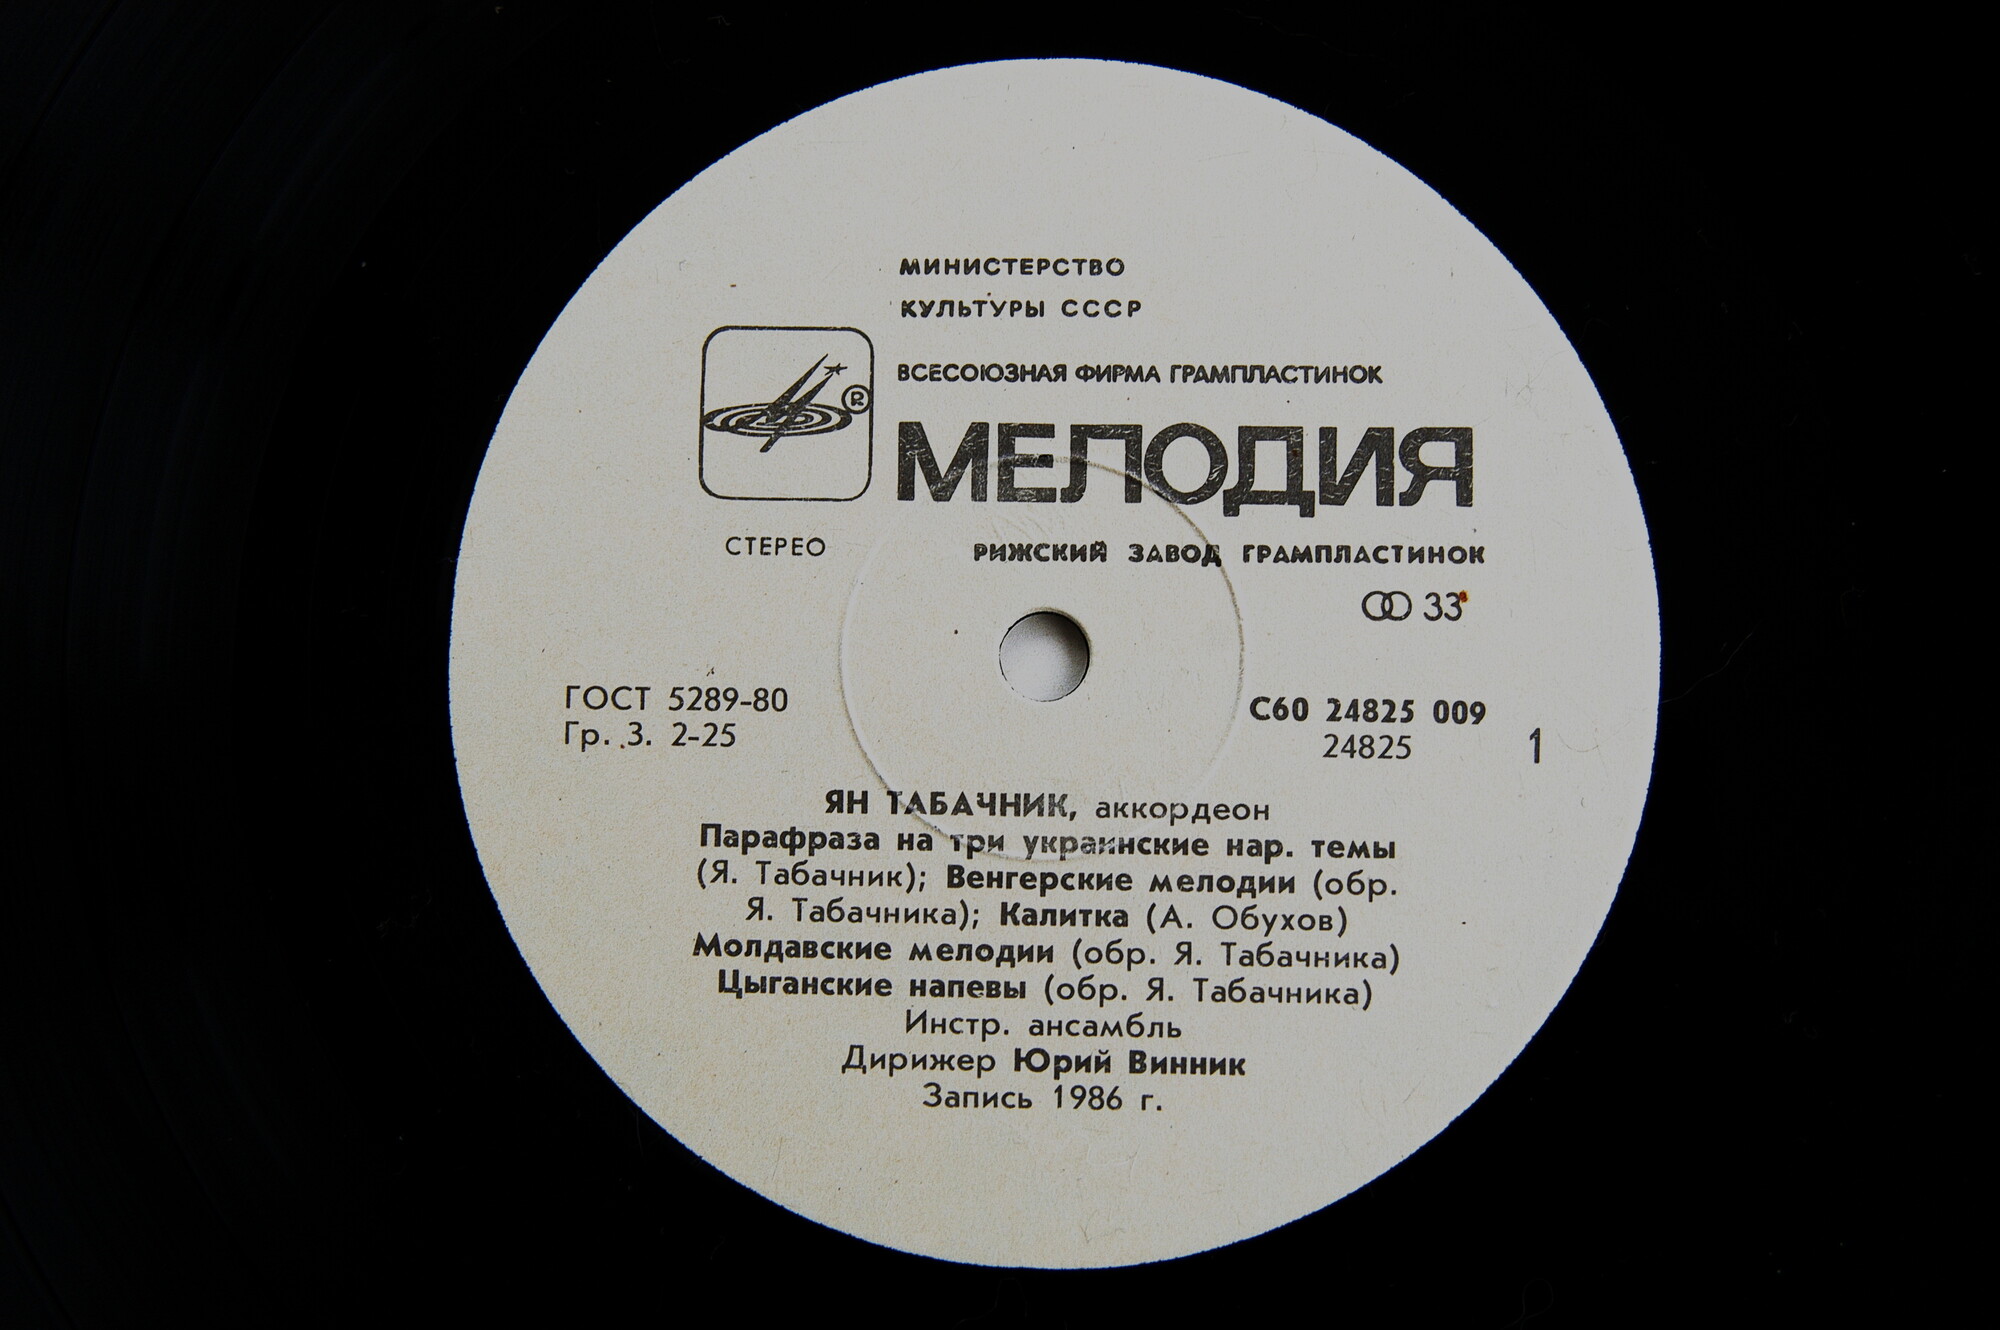 МИНИСТЕРСТВО
КУЛЬТУРЫ СССР
ВСЕСОЮЗНАЯ ФИРМА ГРАМПЛАСТИНОК
®
МЕЛОДИЯ
СТЕРЕО
РИЖСКИЙ ЗАВОД ГРАМПЛАСТИНОК
33
ГОСТ 5289-80
Гр. 3. 2-25
С60 24825 009
24825
1
ЯН ТАБАЧНИК, аккордеон
Парафраза на три украинские нар. темы
(Я. Табачник); Венгерские мелодии (обр.
Я. Табачника); Калитка (А. Обухов)
Молдавские мелодии (обр. Я. Табачника)
Цыганские напевы (обр. Я. Табачника)
Инстр. ансамбль
Дирижер Юрий Винник
Запись 1986 г.